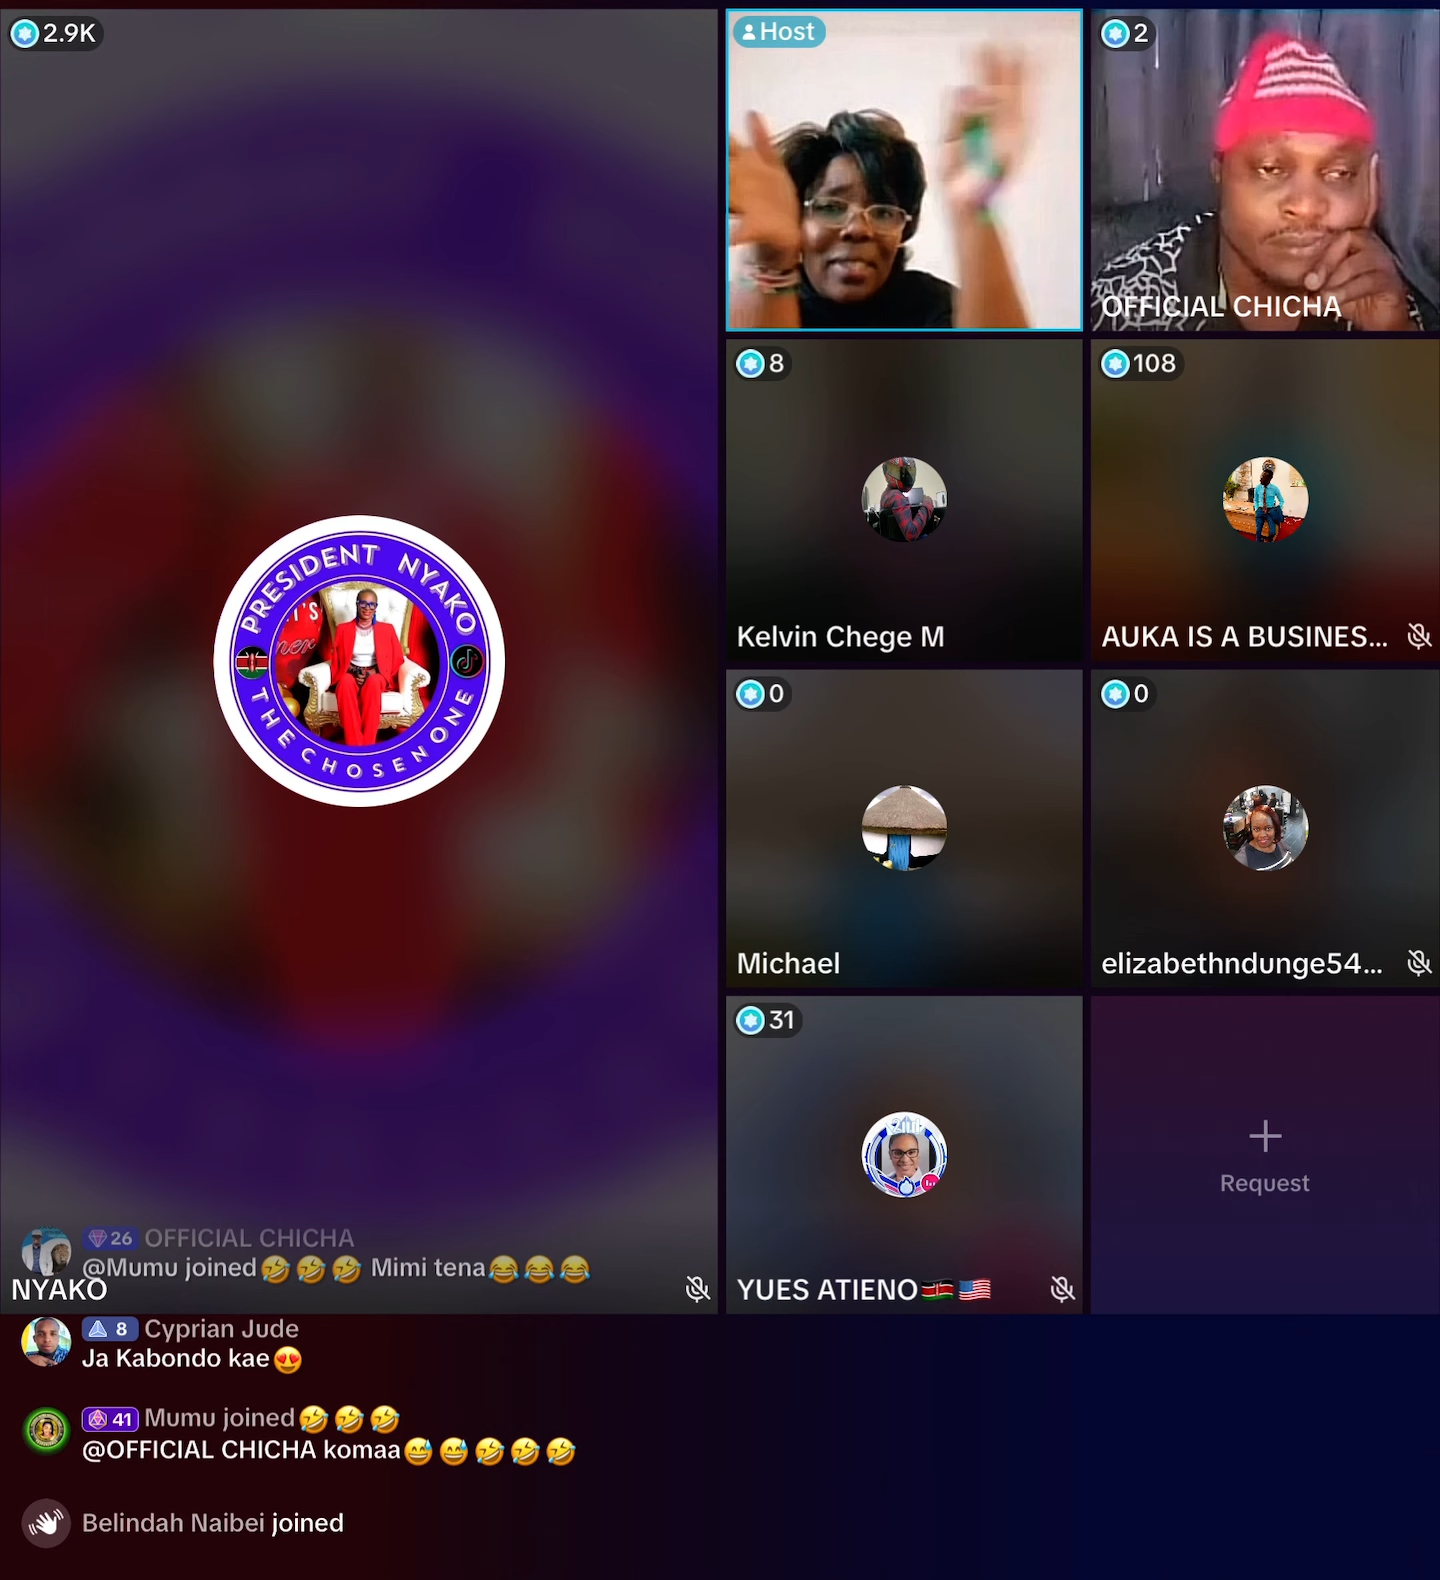 2.9K
Host
2
OFFICIAL CHICHA
8
Kelvin Chege M
108
AUKA IS A BUSINES...
PRESIDENT NYAKO
THE CHOSEN ONE
0
Michael
0
elizabethndunge54...
31
YUES ATIENO🇰🇪🇺🇸
Request
26 OFFICIAL CHICHA
@Mumu joined🤣🤣🤣 Mimi tena😂😂😂
NYAKO
8 Cyprian Jude
Ja Kabondo kae😍
41 Mumu joined🤣🤣🤣
@OFFICIAL CHICHA komaa😅😅🤣🤣🤣
Belindah Naibei joined